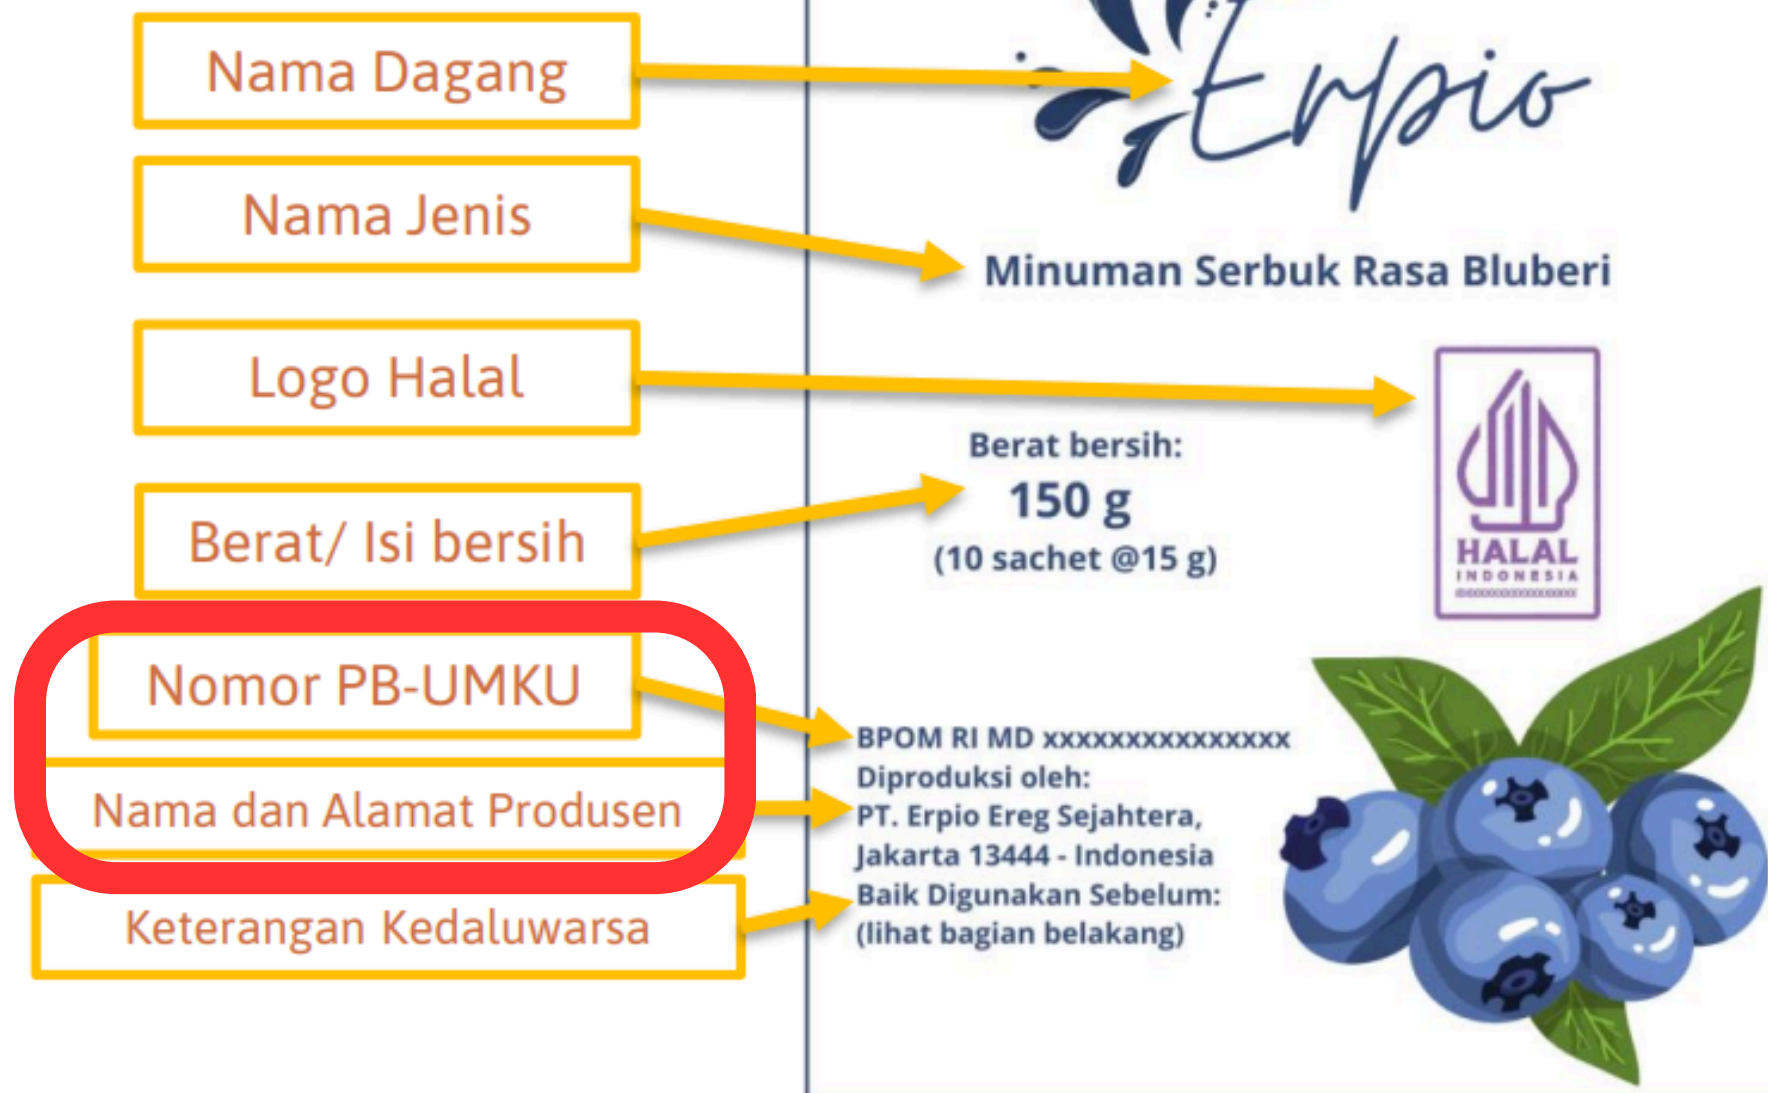 Nama Dagang
Nama Jenis
Logo Halal
Berat/ Isi bersih
Nomor PB-UMKU
Nama dan Alamat Produsen
Keterangan Kedaluwarsa
Erpio
Minuman Serbuk Rasa Bluberi
Berat bersih:
150 g
(10 sachet @15 g)
HALAL
INDONESIA
BPOM RI MD xxxxxxxxxxxxxxx
Diproduksi oleh:
PT. Erpio Ereg Sejahtera,
Jakarta 13444 - Indonesia
Baik Digunakan Sebelum:
(lihat bagian belakang)